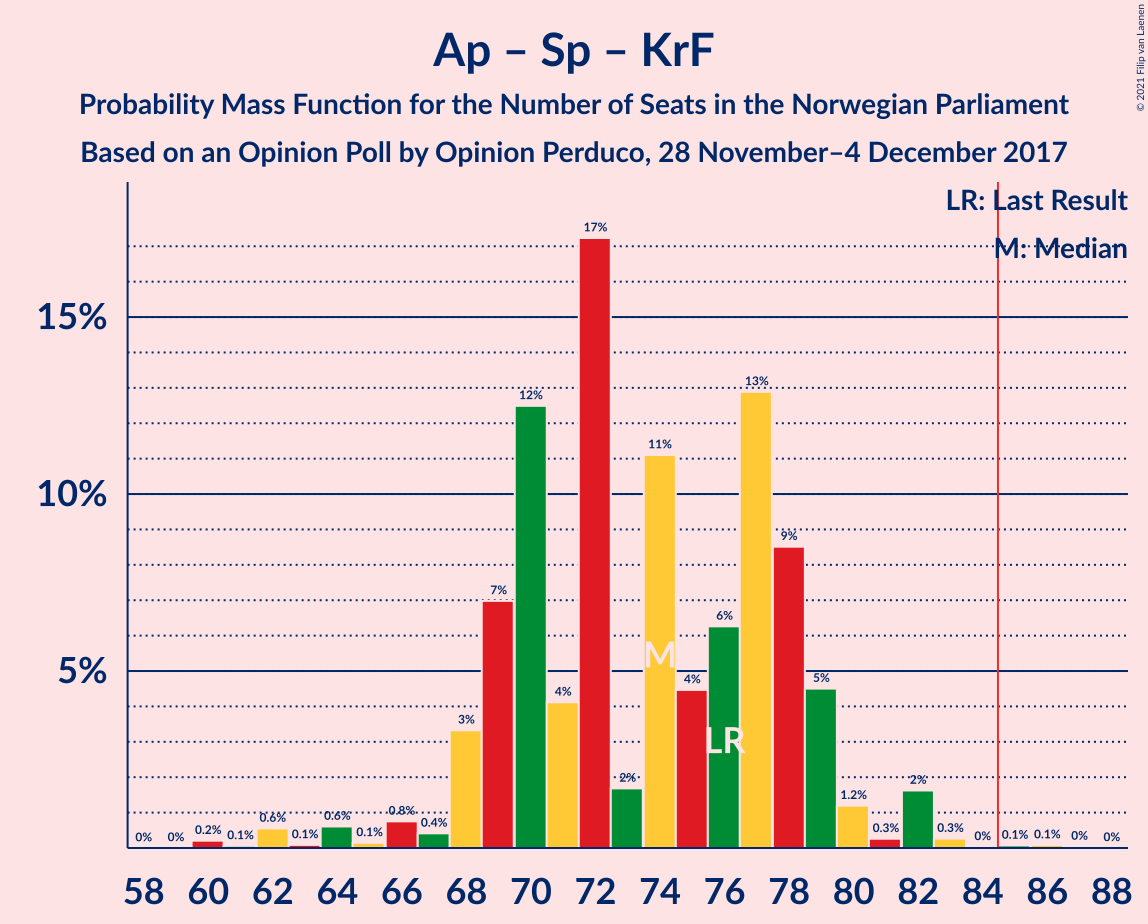 Ap – Sp – KrF
Probability Mass Function for the Number of Seats in the Norwegian Parliament
Based on an Opinion Poll by Opinion Perduco, 28 November–4 December 2017
© 2021 Filip van Laenen
LR: Last Result
M: Median
15%
10%
5%
0% 0% 0.2% 0.1% 0.6% 0.1% 0.6% 0.1% 0.8% 0.4% 3% 7% 12% 4% 17% 2% 11% 4% 6% 13% 9% 5% 1.2% 0.3% 2% 0.3% 0% 0.1% 0.1% 0% 0%
M
LR
58 60 62 64 66 68 70 72 74 76 78 80 82 84 86 88